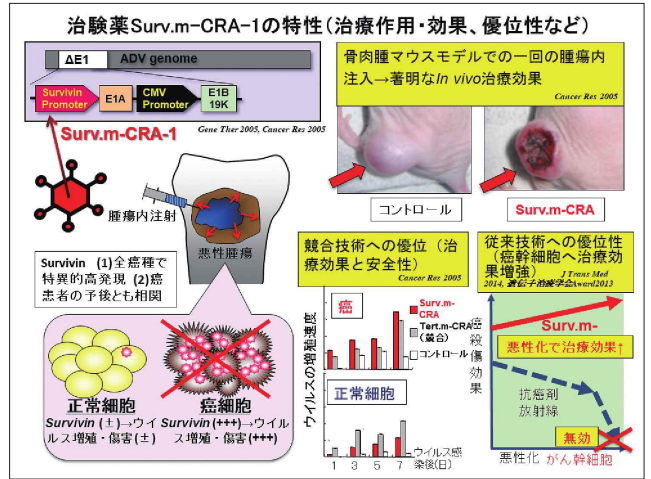 治験薬Surv.m-CRA-1の特性(治療作用・効果、優位性など)
ΔE1
ADV genome
Survivin
Promoter
E1A
CMV
Promoter
E1B
19K
Surv.m-CRA-1
Gene Ther 2005, Cancer Res 2005
骨肉腫マウスモデルでの一回の腫瘍内
注入→著明なIn vivo治療効果
Cancer Res 2005
コントロール
Surv.m-CRA
腫瘍内注射
悪性腫瘍
Survivin (1)全癌種で
特異的高発現 (2)癌
患者の予後とも相関
正常細胞
Survivin (±)→ウイ
ルス増殖・傷害(±)
癌細胞
Survivin (+++)→ウイル
ス増殖・傷害(+++)
競合技術への優位(治
療効果と安全性)
Cancer Res 2005
ウイルスの増殖速度
癌
Surv.m-
CRA
Tert.m-CRA
(競合)
コントロール
正常細胞
1 3 5 7
ウイルス感
染後(日)
従来技術への優位性
(癌幹細胞へ治療効
果増強)
J Trans Med
2014, 遺伝子治療学会Award2013
癌殺傷効果
Surv.m-
悪性化で治療効果↑
抗癌剤
放射線
無効
悪性化
がん幹細胞